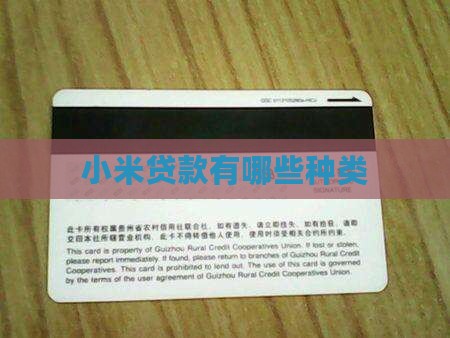 小米贷款有哪些种类
SIGNATURE
此卡所有权属贵州省农村信用社联合社,如有遗失,请立即挂失,如有拾获,请即
交回本社所辖营业机构。此卡不得转借他人使用,使用时须受相关合约所约束。
This card is property of Guizhou Rural Credit Cooperatives Union. If lost or stolen,
please report immediately. If found, please return to branches of Guizhou Rural Credit
Cooperatives. This card is prohibited to lend out. The use of this card is governed
by the terms of the user agreement of Guizhou Rural Credit Cooperatives Union.